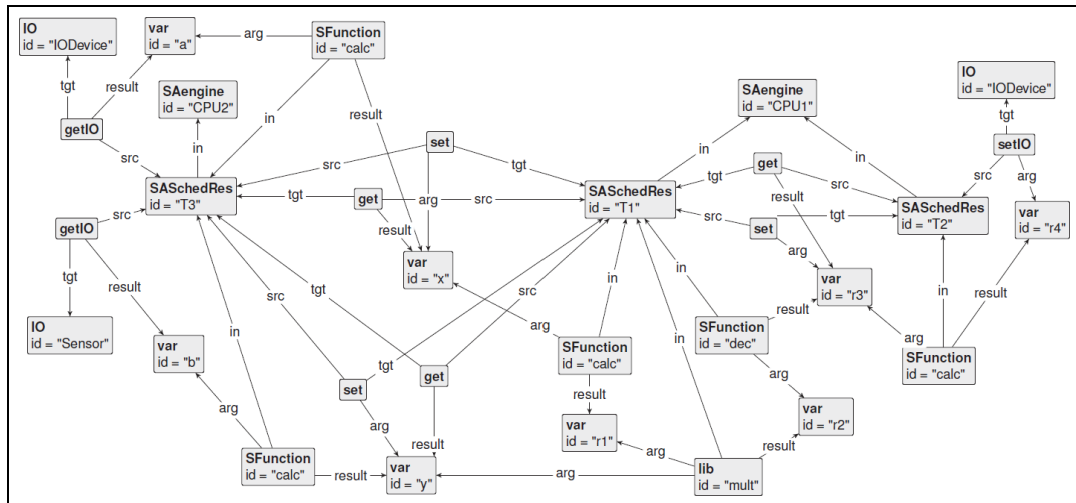 IO
id = "IODevice"
var
id = "a"
arg
SFunction
id = "calc"
tgt
result
SAengine
id = "CPU2"
getIO
in
in
src
result
set
src
tgt
SASchedRes
id = "T3"
tgt
get
src
arg
result
SASchedRes
id = "T1"
getIO
src
tgt
result
IO
id = "Sensor"
var
id = "b"
in
src
tgt
src
var
id = "x"
in
in
arg
SFunction
id = "calc"
tgt
set
get
arg
SFunction
id = "calc"
result
arg
result
var
id = "y"
arg
result
var
id = "r1"
arg
in
lib
id = "mult"
result
var
id = "r2"
arg
SFunction
id = "dec"
result
SAengine
id = "CPU1"
in
in
get
tgt
src
result
src
set
tgt
arg
var
id = "r3"
IO
id = "IODevice"
tgt
setIO
src
arg
SASchedRes
id = "T2"
var
id = "r4"
in
result
arg
SFunction
id = "calc"